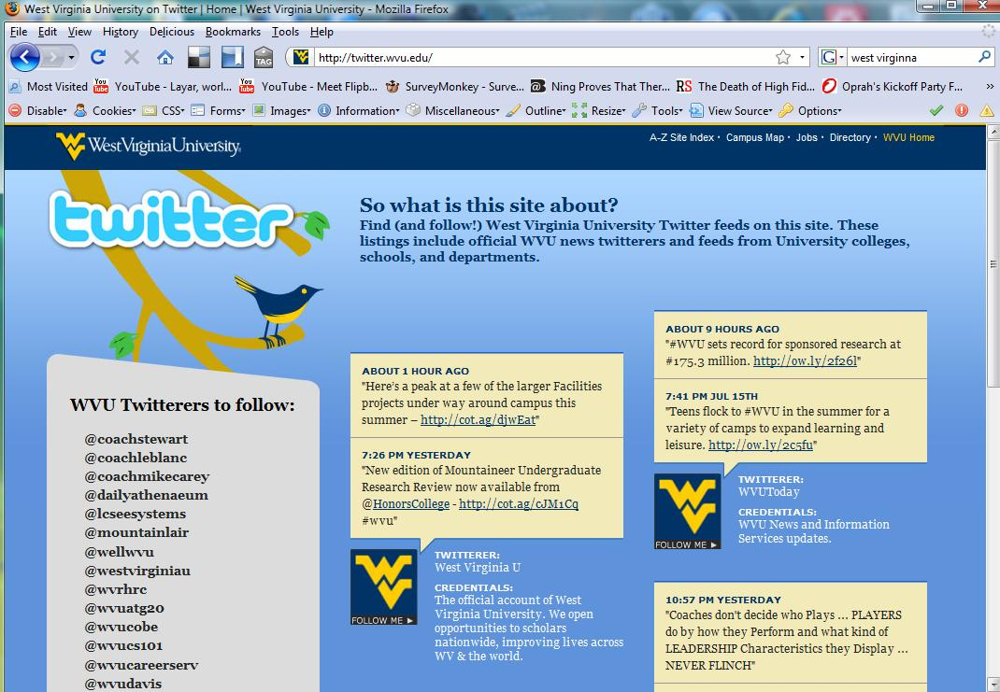 West Virginia University on Twitter | Home | West Virginia University - Mozilla Firefox
File Edit View History Delicious Bookmarks Tools Help
TAG http://twitter.wvu.edu/ G west virginna
Most Visited YouTube - Layar, worl... YouTube - Meet Flipb... SurveyMonkey - Surve... Ning Proves That Ther... RS The Death of High Fid... Oprah's Kickoff Party F... »
Disable Cookies CSS Forms Images Information Miscellaneous Outline Resize Tools View Source Options
WestVirginiaUniversity
A-Z Site Index · Campus Map · Jobs · Directory · WVU Home
twitter
So what is this site about?
Find (and follow!) West Virginia University Twitter feeds on this site. These
listings include official WVU news twitterers and feeds from University colleges,
schools, and departments.
WVU Twitterers to follow:
@coachstewart
@coachleblanc
@coachmikecarey
@dailyathenaeum
@lcseesystems
@mountainlair
@wellwvu
@westvirginiau
@wvrhrc
@wvuatg20
@wvucobe
@wvucs101
@wvucareerserv
@wvudavis
ABOUT 1 HOUR AGO
"Here's a peak at a few of the larger Facilities
projects under way around campus this
summer – http://cot.ag/djwEat"
7:26 PM YESTERDAY
"New edition of Mountaineer Undergraduate
Research Review now available from
@HonorsCollege - http://cot.ag/cJM1Cq
#wvu"
FOLLOW ME ►
TWITTERER:
West Virginia U
CREDENTIALS:
The official account of West
Virginia University. We open
opportunities to scholars
nationwide, improving lives across
WV & the world.
ABOUT 9 HOURS AGO
"#WVU sets record for sponsored research at
#175.3 million. http://ow.ly/2f26l"
7:41 PM JUL 15TH
"Teens flock to #WVU in the summer for a
variety of camps to expand learning and
leisure. http://ow.ly/2c5fu"
FOLLOW ME ►
TWITTERER:
WVUToday
CREDENTIALS:
WVU News and Information
Services updates.
10:57 PM YESTERDAY
"Coaches don't decide who Plays ... PLAYERS
do by how they Perform and what kind of
LEADERSHIP Characteristics they Display ...
NEVER FLINCH"